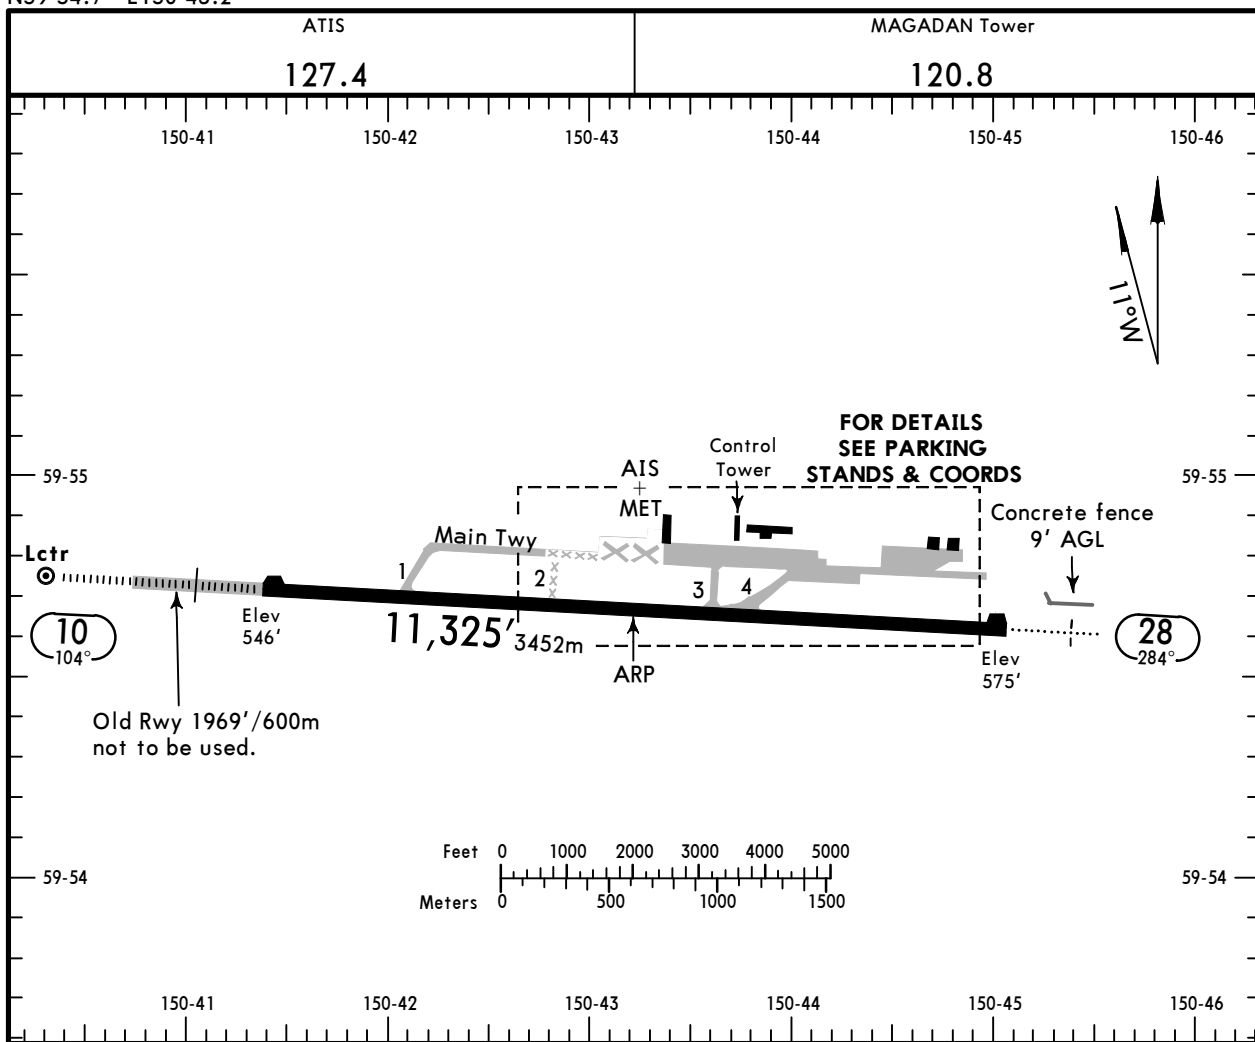 ATIS
MAGADAN Tower
127.4
120.8
150-41 150-42 150-43 150-44 150-45 150-46
11°W
FOR DETAILS
SEE PARKING
STANDS & COORDS
Control
Tower
AIS
+
MET
59-55
59-55
Concrete fence
9' AGL
Main Twy
Lctr
1
2
3
4
10
104°
Elev
546'
11,325' 3452m
ARP
Elev
575'
28
284°
Old Rwy 1969'/600m
not to be used.
Feet 0 1000 2000 3000 4000 5000
Meters 0 500 1000 1500
59-54
59-54
150-41 150-42 150-43 150-44 150-45 150-46